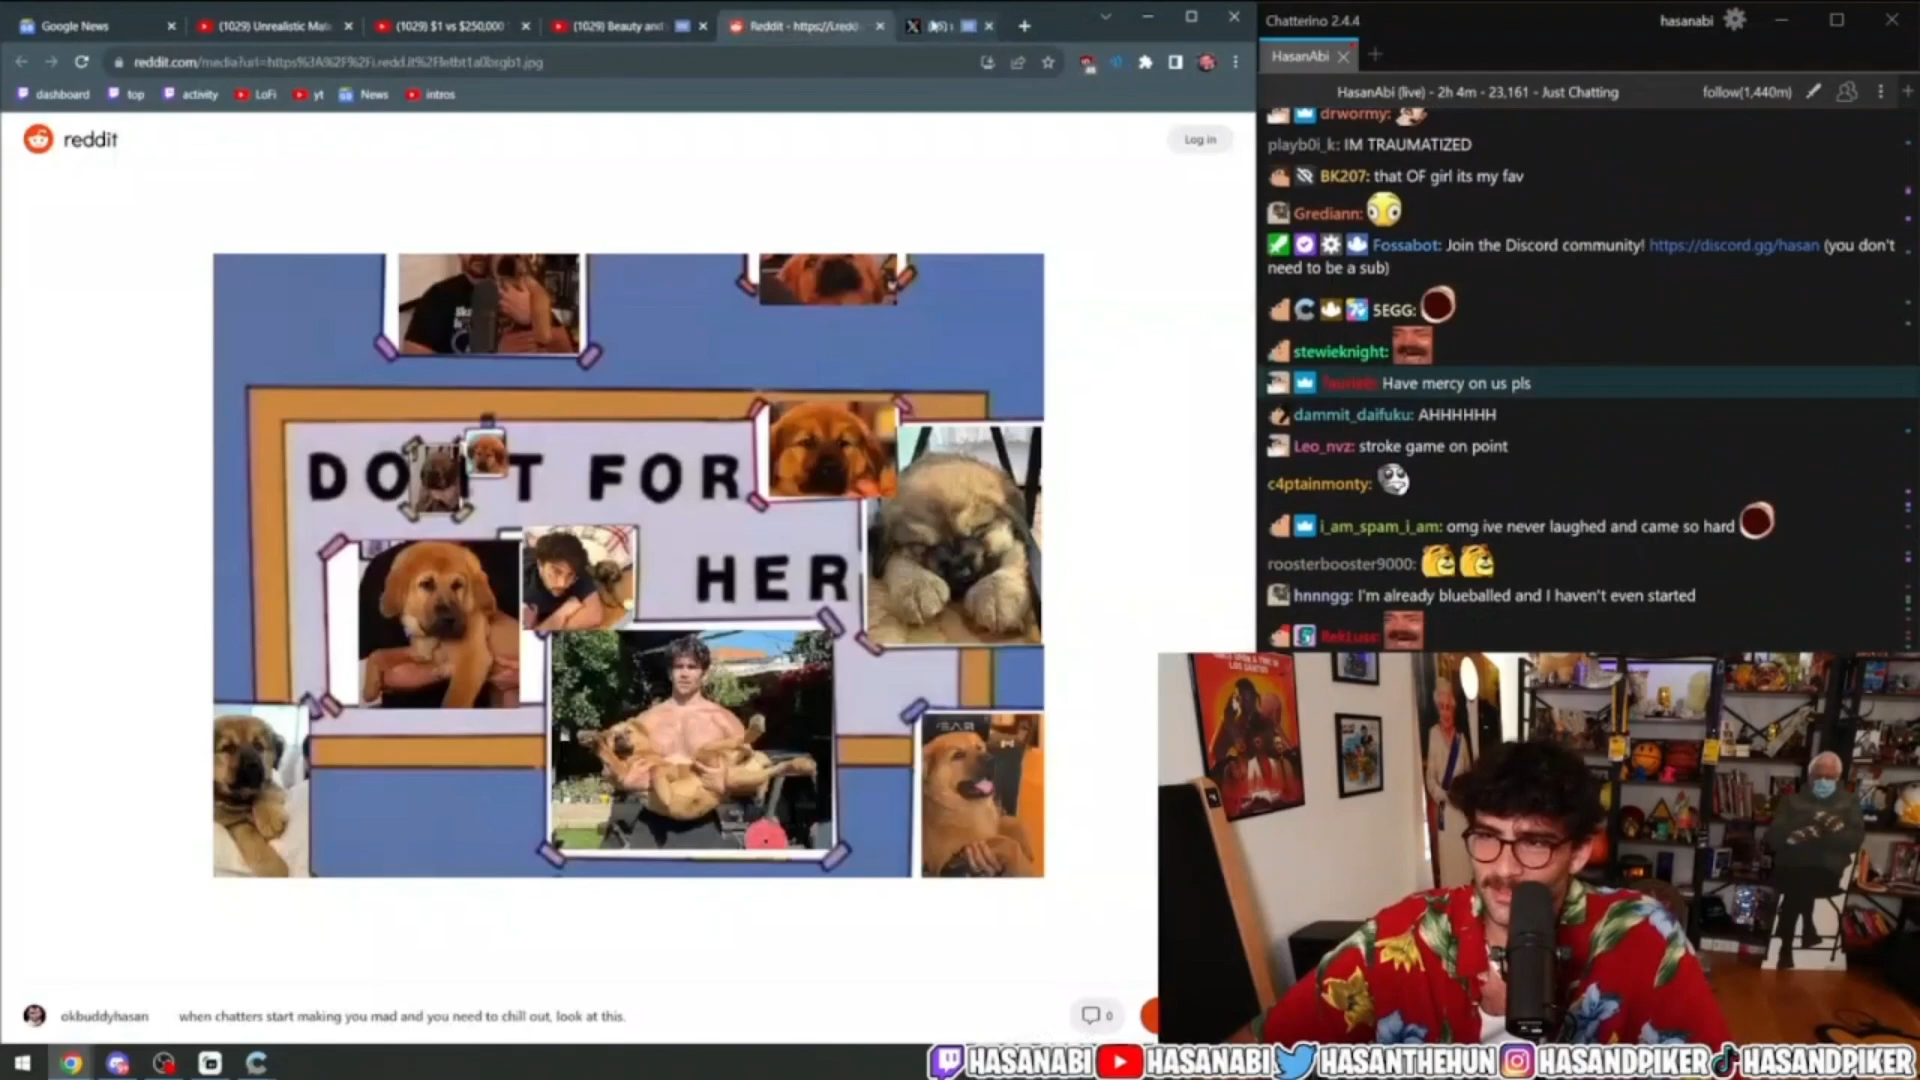 Google News
(1029) Unrealistic Mat
(1029) $1 vs $250,000
(1029) Beauty and
Reddit - https://i.redd
reddit.com/media?url=https%3A%2F%2Fi.redd.it%2Fletbt1a0brgb1.jpg
dashboard
top
activity
LoFi
yt
News
intros
reddit
Log in
DO T FOR
HER
okbuddyhasan
when chatters start making you mad and you need to chill out, look at this.
0
Chatterino 2.4.4
hasanabi
HasanAbi
HasanAbi (live) - 2h 4m - 23,161 - Just Chatting
follow(1,440m)
drwormy:
playb0i_k: IM TRAUMATIZED
BK207: that OF girl its my fav
Grediann:
Fossabot: Join the Discord community! https://discord.gg/hasan (you don't
need to be a sub)
5EGG:
stewieknight:
Have mercy on us pls
dammit_daifuku: AHHHHHH
Leo_nvz: stroke game on point
c4ptainmonty:
i_am_spam_i_am: omg ive never laughed and came so hard
roosterbooster9000:
hnnngg: I'm already blueballed and I haven't even started
LOS SANTOS
HASANABI
HASANABI
HASANTHEHUN
HASANDPIKER
HASANDPIKER